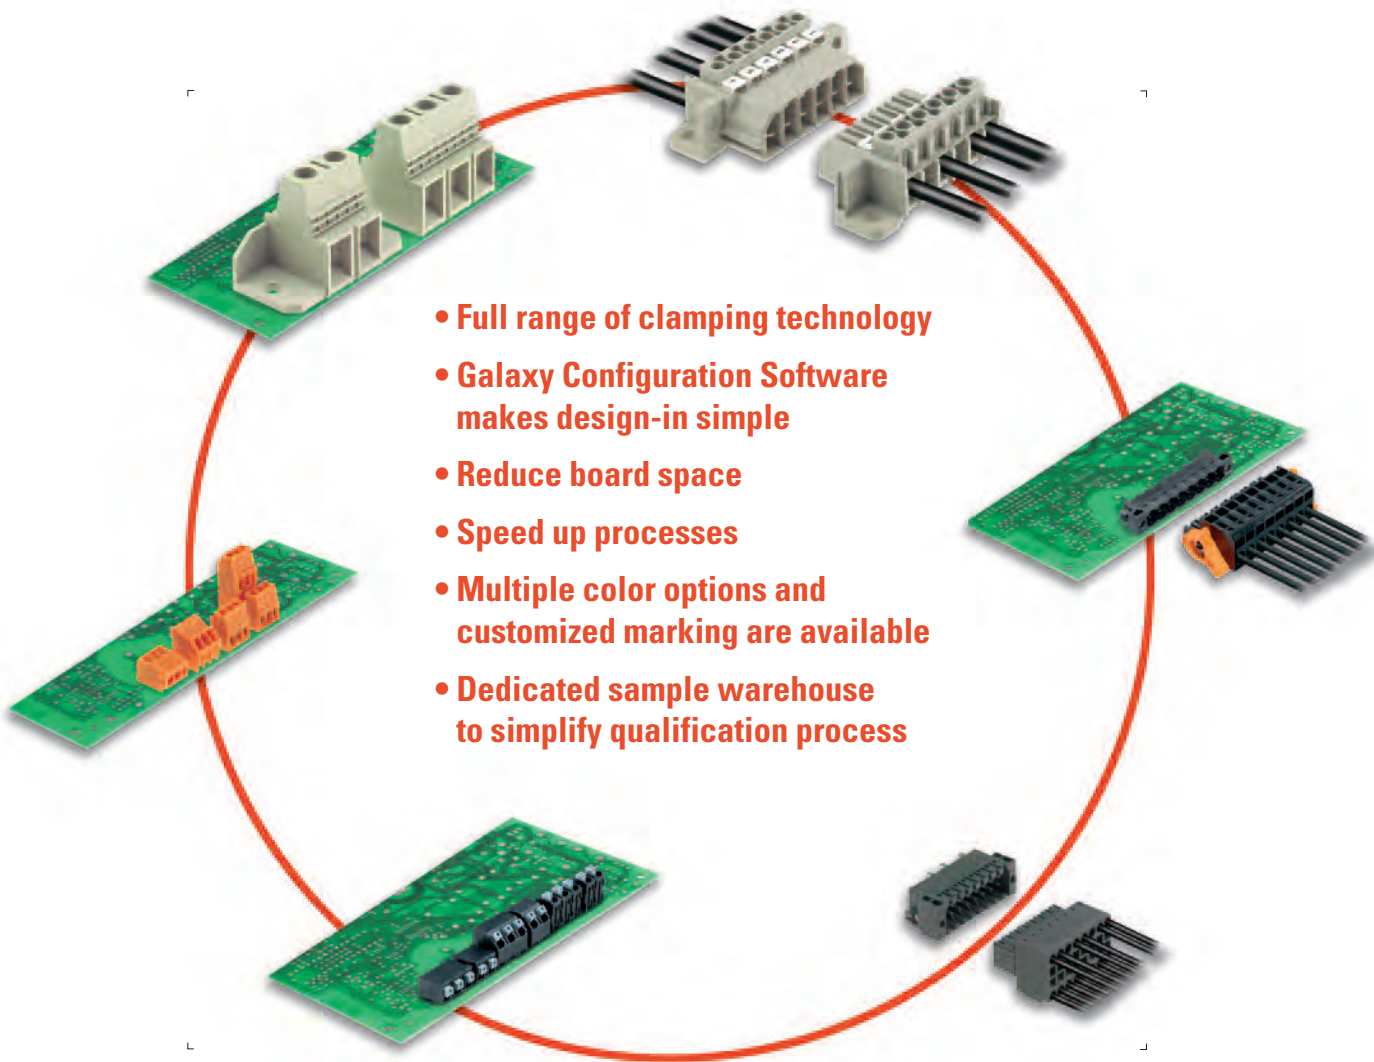 • Full range of clamping technology
• Galaxy Configuration Software
makes design-in simple
• Reduce board space
• Speed up processes
• Multiple color options and
customized marking are available
• Dedicated sample warehouse
to simplify qualification process